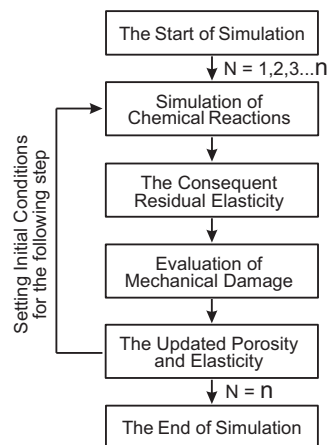 The Start of Simulation
N = 1,2,3...n
Simulation of
Chemical Reactions
The Consequent
Residual Elasticity
Evaluation of
Mechanical Damage
The Updated Porosity
and Elasticity
N = n
The End of Simulation
Setting Initial Conditions
for the following step